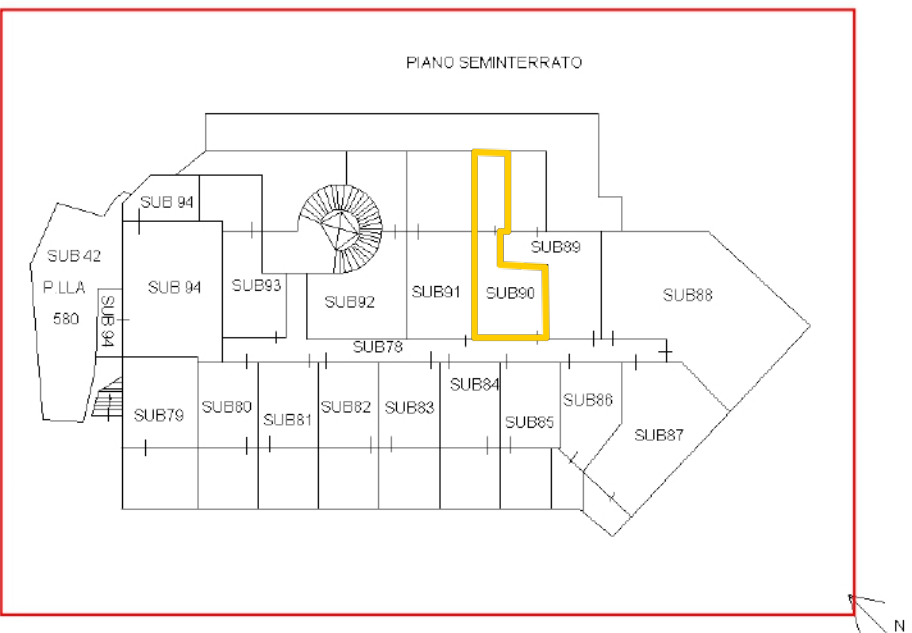 PIANO SEMINTERRATO
SUB 94
SUB 42
P.LLA
580
SUB 94
SUB 94
SUB93
SUB92
SUB91
SUB90
SUB89
SUB88
SUB78
SUB79
SUB80
SUB81
SUB82
SUB83
SUB84
SUB85
SUB86
SUB87
N